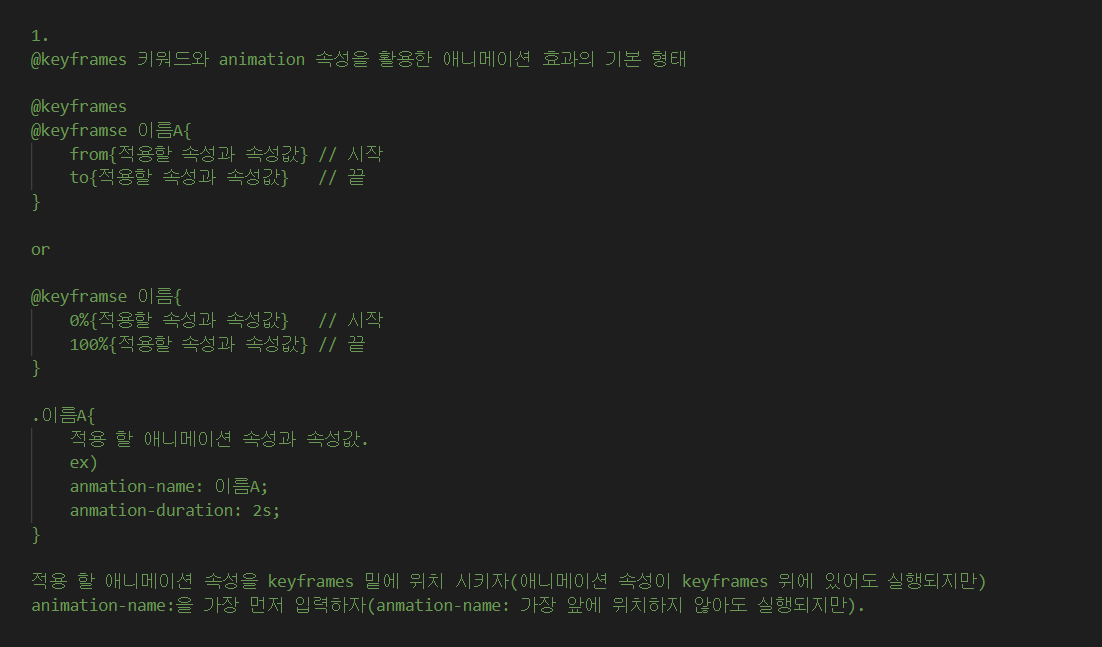 1.
@keyframes 키워드와 animation 속성을 활용한 애니메이션 효과의 기본 형태
@keyframes
@keyframse 이름A{
from{적용할 속성과 속성값} // 시작
to{적용할 속성과 속성값} // 끝
}
or
@keyframse 이름{
0%{적용할 속성과 속성값} // 시작
100%{적용할 속성과 속성값} // 끝
}
.이름A{
적용 할 애니메이션 속성과 속성값.
ex)
anmation-name: 이름A;
anmation-duration: 2s;
}
적용 할 애니메이션 속성을 keyframes 밑에 위치 시키자(애니메이션 속성이 keyframes 위에 있어도 실행되지만)
animation-name:을 가장 먼저 입력하자(anmation-name: 가장 앞에 위치하지 않아도 실행되지만).